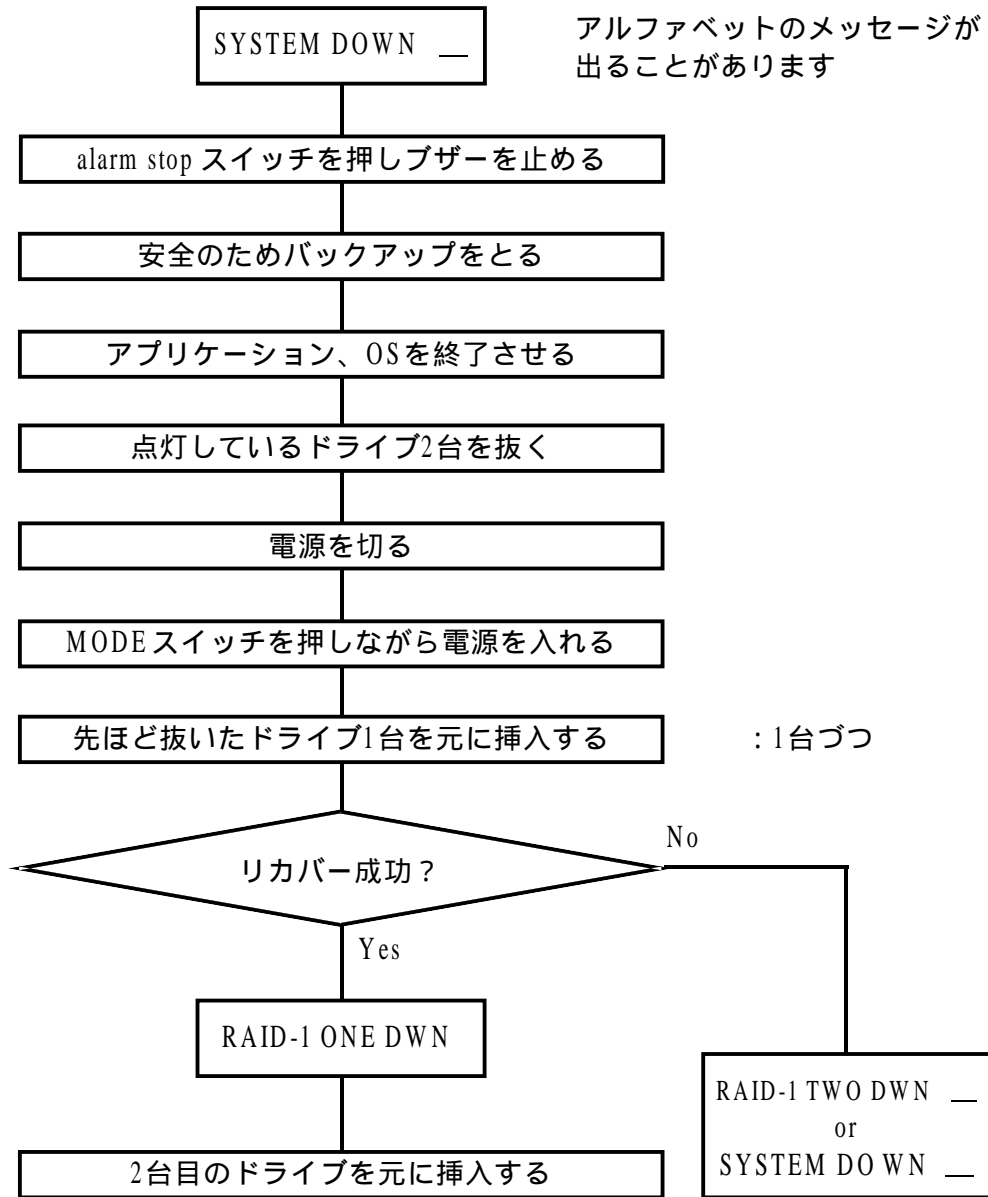 SYSTEM DOWN __
アルファベットのメッセージが
出ることがあります
alarm stop スイッチを押しブザーを止める
安全のためバックアップをとる
アプリケーション、OSを終了させる
点灯しているドライブ2台を抜く
電源を切る
MODEスイッチを押しながら電源を入れる
先ほど抜いたドライブ1台を元に挿入する
：1台づつ
リカバー成功？
No
Yes
RAID-1 ONE DWN
RAID-1 TWO DWN __
or
SYSTEM DO WN __
2台目のドライブを元に挿入する